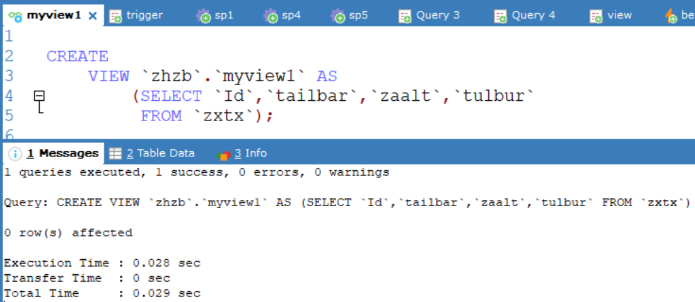 myview1 x trigger sp1 sp4 sp5 Query 3 Query 4 view be
1
2 CREATE
3 VIEW `zhzb`.`myview1` AS
4 (SELECT `Id`,`tailbar`,`zaalt`,`tulbur`
5 FROM `zxtx`);
6
1 Messages 2 Table Data 3 Info
1 queries executed, 1 success, 0 errors, 0 warnings
Query: CREATE VIEW `zhzb`.`myview1` AS (SELECT `Id`,`tailbar`,`zaalt`,`tulbur` FROM `zxtx`)
0 row(s) affected
Execution Time : 0.028 sec
Transfer Time : 0 sec
Total Time : 0.029 sec